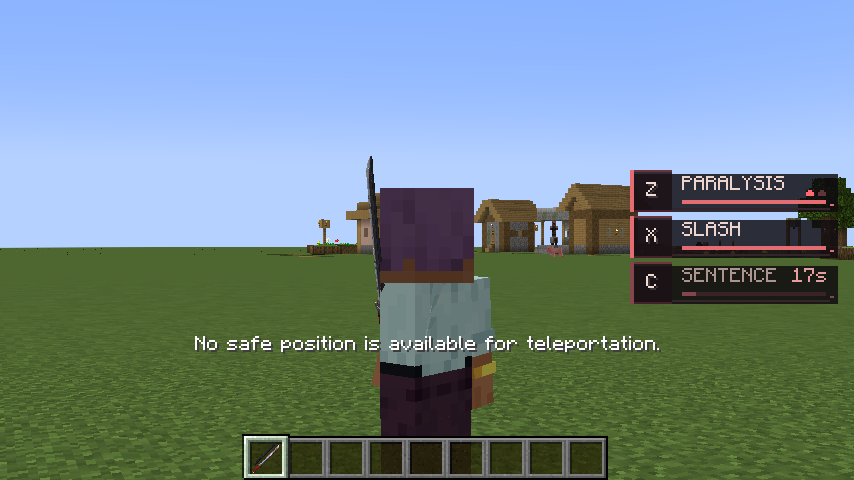 Z PARALYSIS
X SLASH
C SENTENCE 17s
No safe position is available for teleportation.